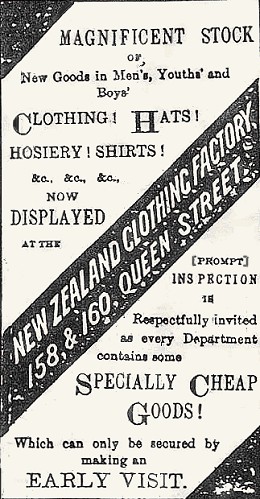 MAGNIFICENT STOCK
OF
New Goods in Men's, Youths' and
Boys'
CLOTHING! HATS!
HOSIERY! SHIRTS!
&c., &c., &c.,
NOW
DISPLAYED
AT THE
NEW ZEALAND CLOTHING FACTORY,
158, & 160, QUEEN STREET.
[PROMPT]
INSPECTION
IS
Respectfully invited
as every Department
contains some
SPECIALLY CHEAP
GOODS!
Which can only be secured by
making an
EARLY VISIT.